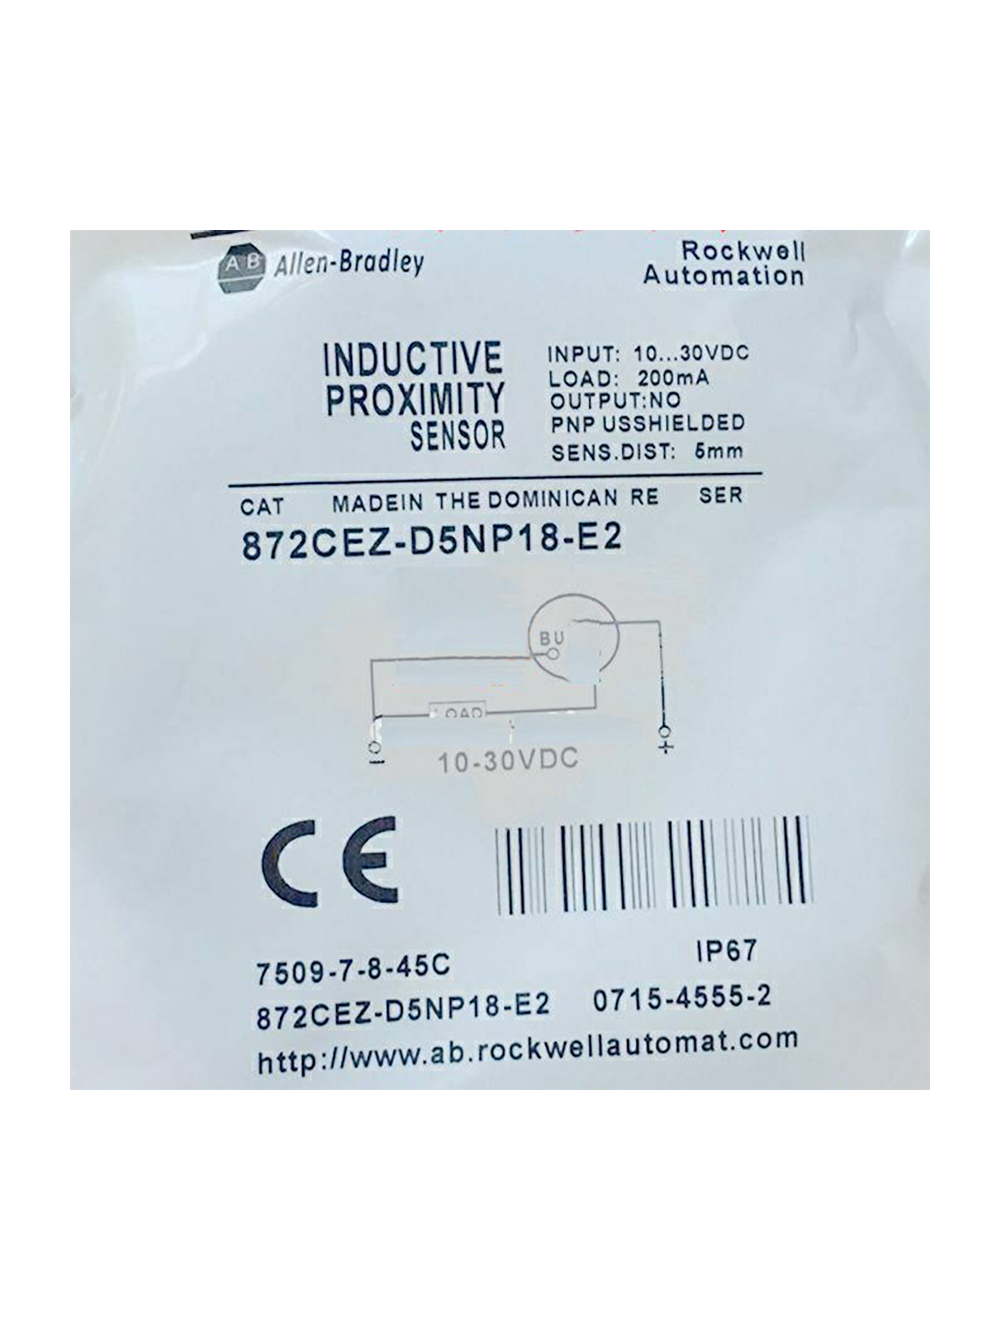 AB Allen-Bradley
Rockwell
Automation
INDUCTIVE
PROXIMITY
SENSOR
INPUT: 10...30VDC
LOAD: 200mA
OUTPUT:NO
PNP USSHIELDED
SENS.DIST: 5mm
CAT MADEIN THE DOMINICAN RE SER
872CEZ-D5NP18-E2
BU
LOAD
10-30VDC
- +
CE
7509-7-8-45C IP67
872CEZ-D5NP18-E2 0715-4555-2
http://www.ab.rockwellautomat.com